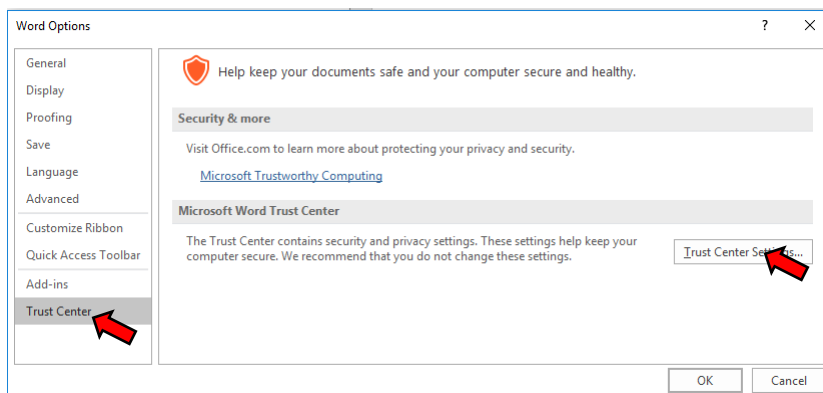 Word Options
?
General
Display
Proofing
Save
Language
Advanced
Customize Ribbon
Quick Access Toolbar
Add-ins
Trust Center
Help keep your documents safe and your computer secure and healthy.
Security & more
Visit Office.com to learn more about protecting your privacy and security.
Microsoft Trustworthy Computing
Microsoft Word Trust Center
The Trust Center contains security and privacy settings. These settings help keep your
computer secure. We recommend that you do not change these settings.
Trust Center Settings...
OK
Cancel